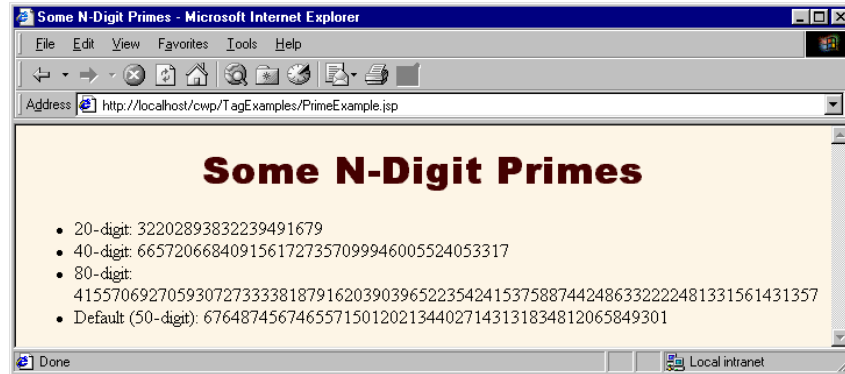 Some N-Digit Primes - Microsoft Internet Explorer
File Edit View Favorites Tools Help
Address http://localhost/cwp/TagExamples/PrimeExample.jsp
Some N-Digit Primes
• 20-digit: 32202893832239491679
• 40-digit: 6657206684091561727357099946005524053317
• 80-digit:
41557069270593072733338187916203903965223542415375887442486332222481331561431357
• Default (50-digit): 67648745674655715012021344027143131834812065849301
Done Local intranet